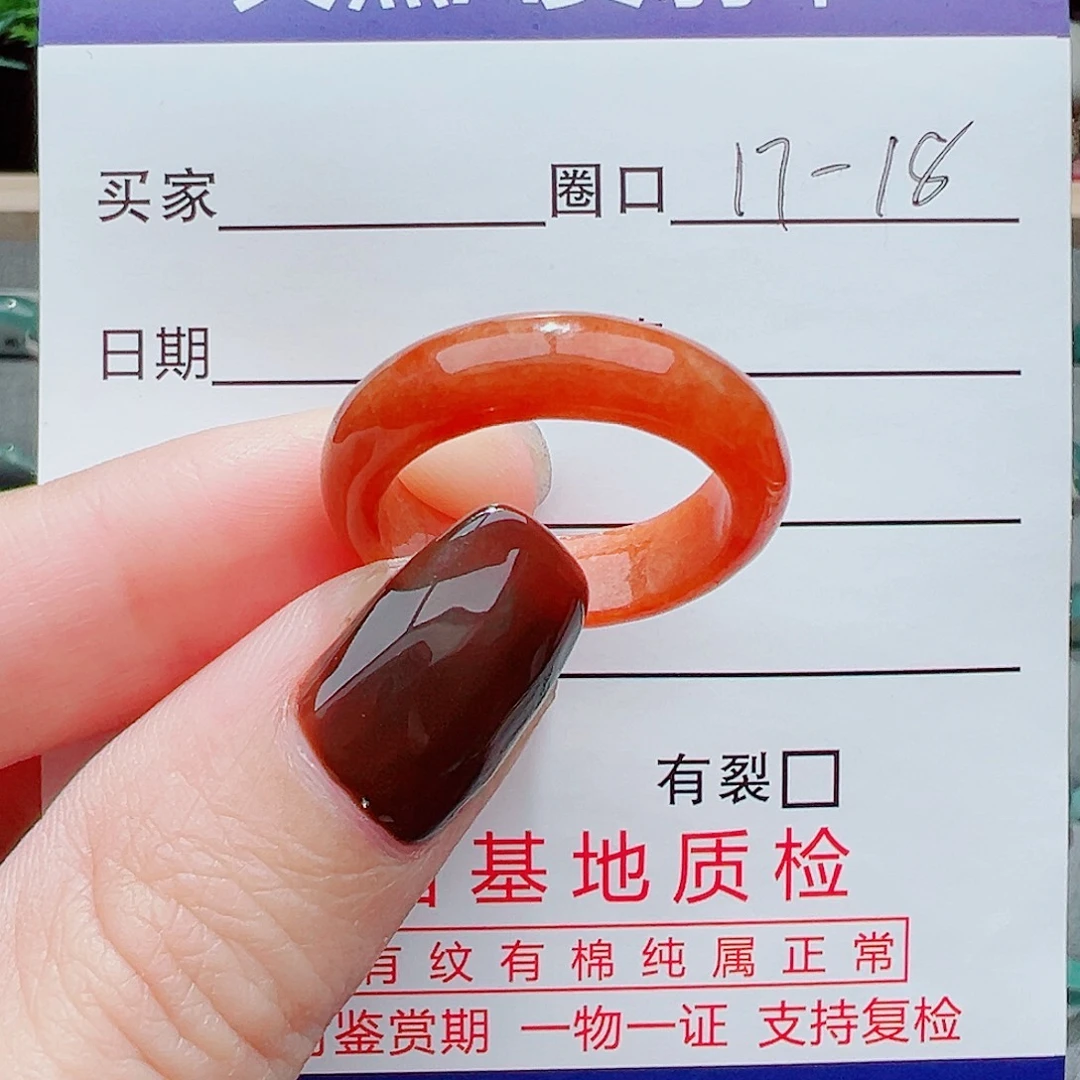 买家 圈口 17-18
日期
有裂□
基地质检
有纹有棉纯属正常
鉴赏期 一物一证 支持复检